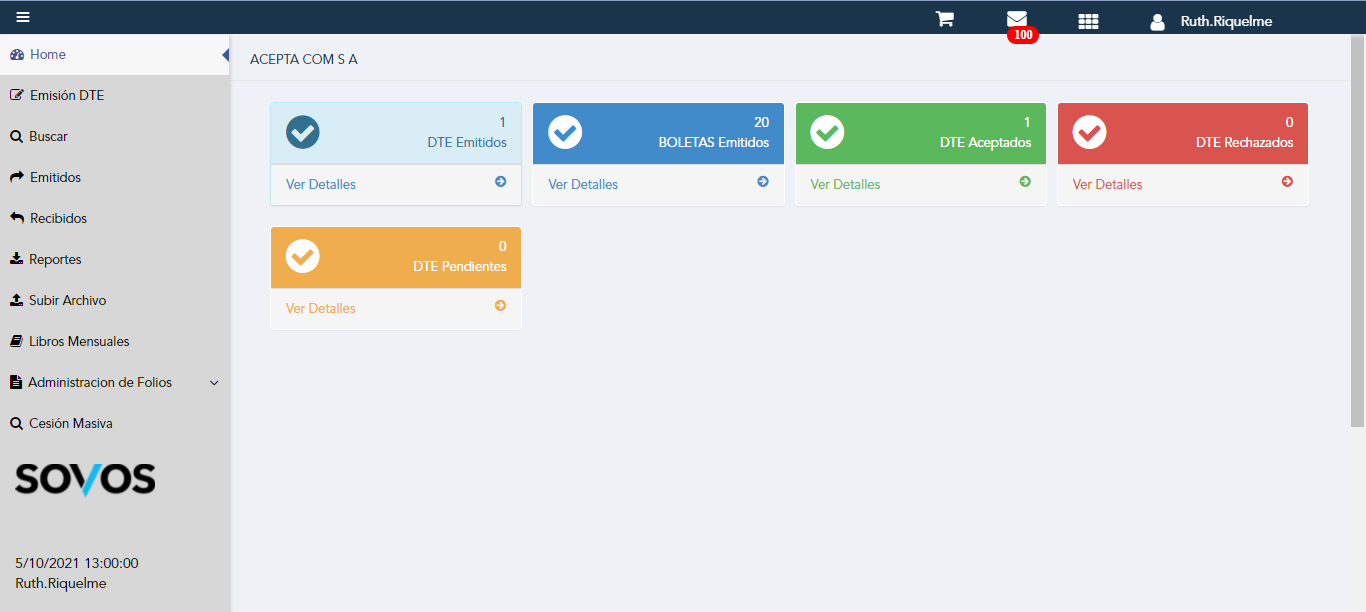 Ruth.Riquelme
100
Home
Emisión DTE
Buscar
Emitidos
Recibidos
Reportes
Subir Archivo
Libros Mensuales
Administracion de Folios
Cesión Masiva
SOVOS
5/10/2021 13:00:00
Ruth.Riquelme
ACEPTA COM S A
1
DTE Emitidos
Ver Detalles
20
BOLETAS Emitidos
Ver Detalles
1
DTE Aceptados
Ver Detalles
0
DTE Rechazados
Ver Detalles
0
DTE Pendientes
Ver Detalles